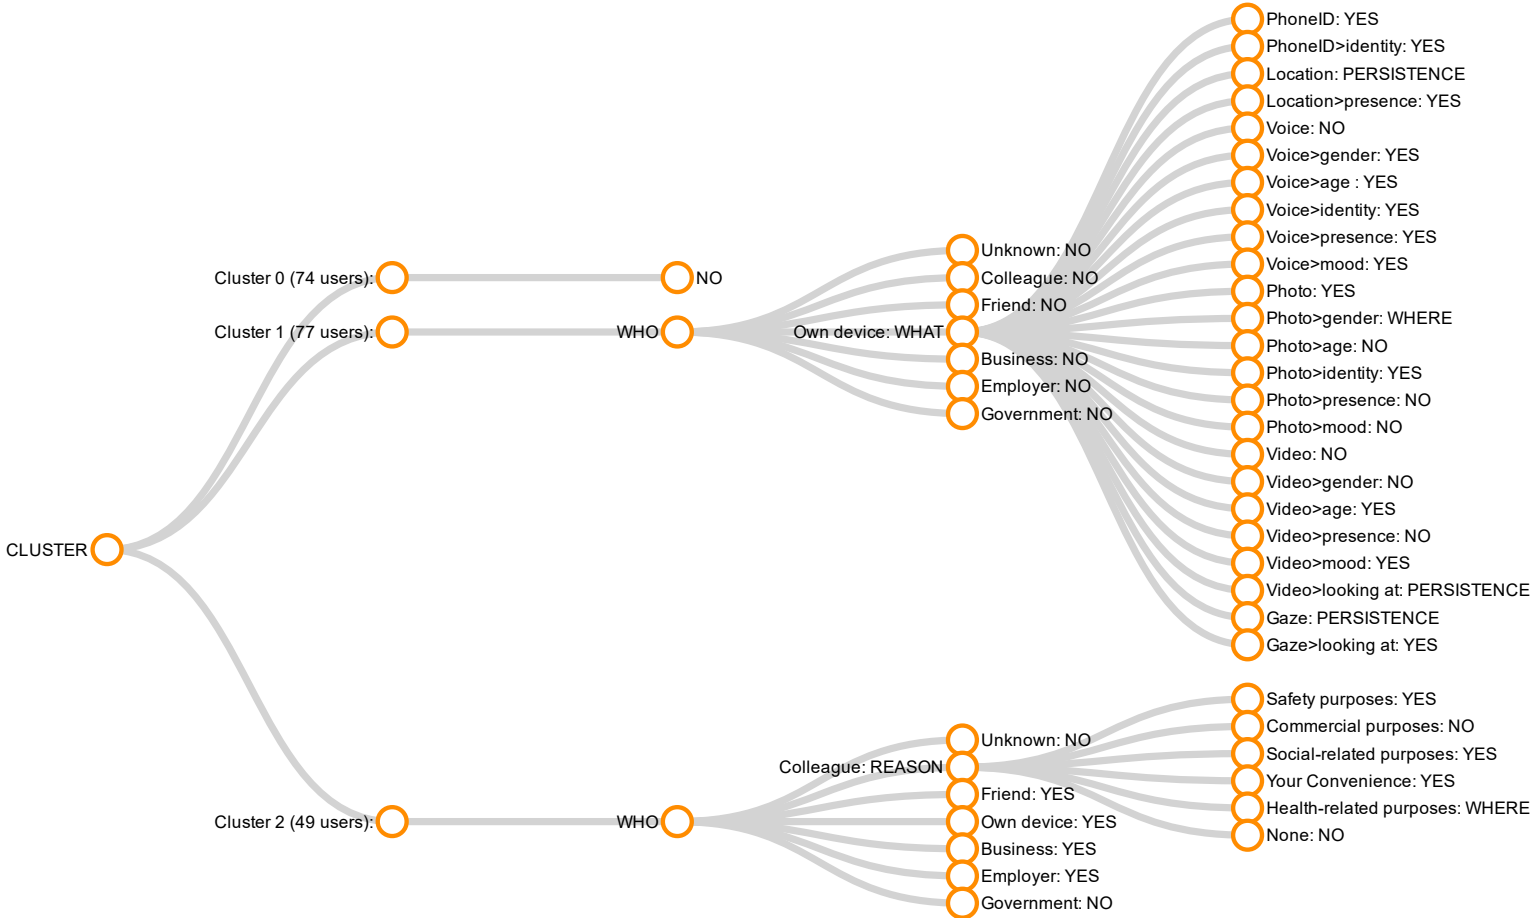 CLUSTER
Cluster 0 (74 users):
NO
Cluster 1 (77 users):
WHO
Unknown: NO
Colleague: NO
Friend: NO
Own device: WHAT
PhoneID: YES
PhoneID>identity: YES
Location: PERSISTENCE
Location>presence: YES
Voice: NO
Voice>gender: YES
Voice>age : YES
Voice>identity: YES
Voice>presence: YES
Voice>mood: YES
Photo: YES
Photo>gender: WHERE
Photo>age: NO
Photo>identity: YES
Photo>presence: NO
Photo>mood: NO
Video: NO
Video>gender: NO
Video>age: YES
Video>presence: NO
Video>mood: YES
Video>looking at: PERSISTENCE
Gaze: PERSISTENCE
Gaze>looking at: YES
Business: NO
Employer: NO
Government: NO
Cluster 2 (49 users):
WHO
Unknown: NO
Colleague: REASON
Safety purposes: YES
Commercial purposes: NO
Social-related purposes: YES
Your Convenience: YES
Health-related purposes: WHERE
None: NO
Friend: YES
Own device: YES
Business: YES
Employer: YES
Government: NO